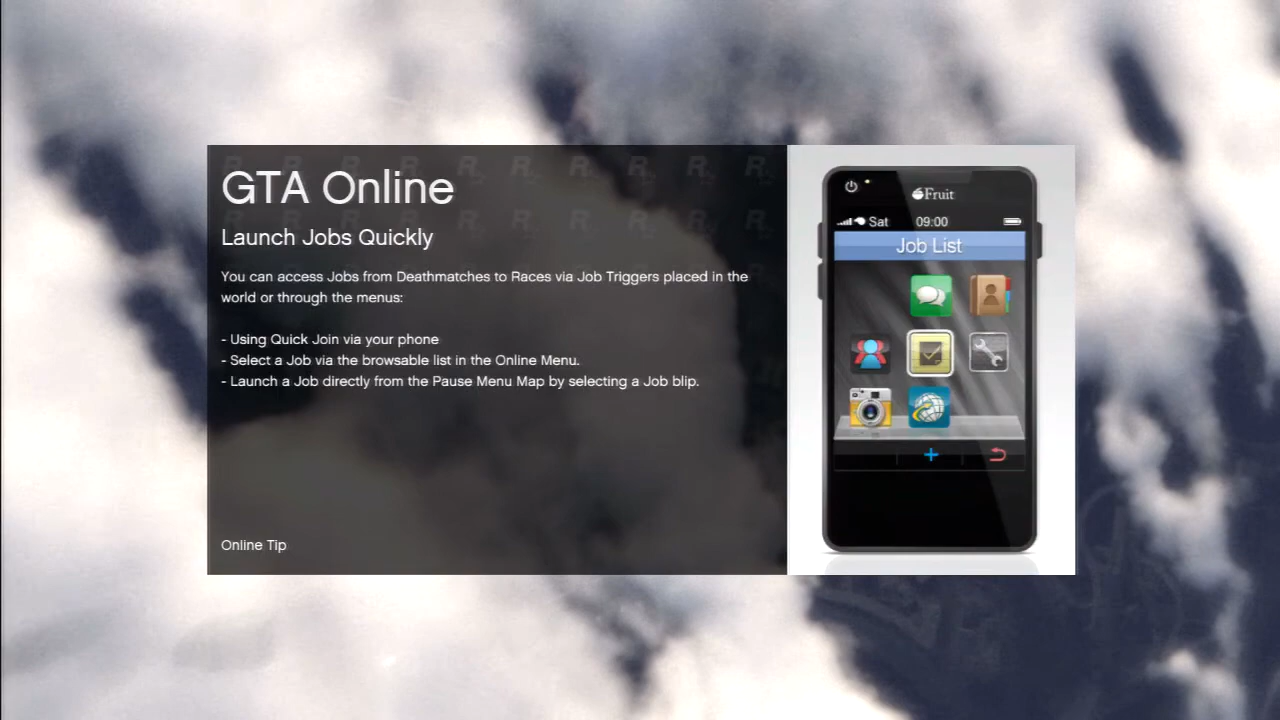 GTA Online
Launch Jobs Quickly
You can access Jobs from Deathmatches to Races via Job Triggers placed in the
world or through the menus:
- Using Quick Join via your phone
- Select a Job via the browsable list in the Online Menu.
- Launch a Job directly from the Pause Menu Map by selecting a Job blip.
Online Tip
Fruit
Sat 09:00
Job List